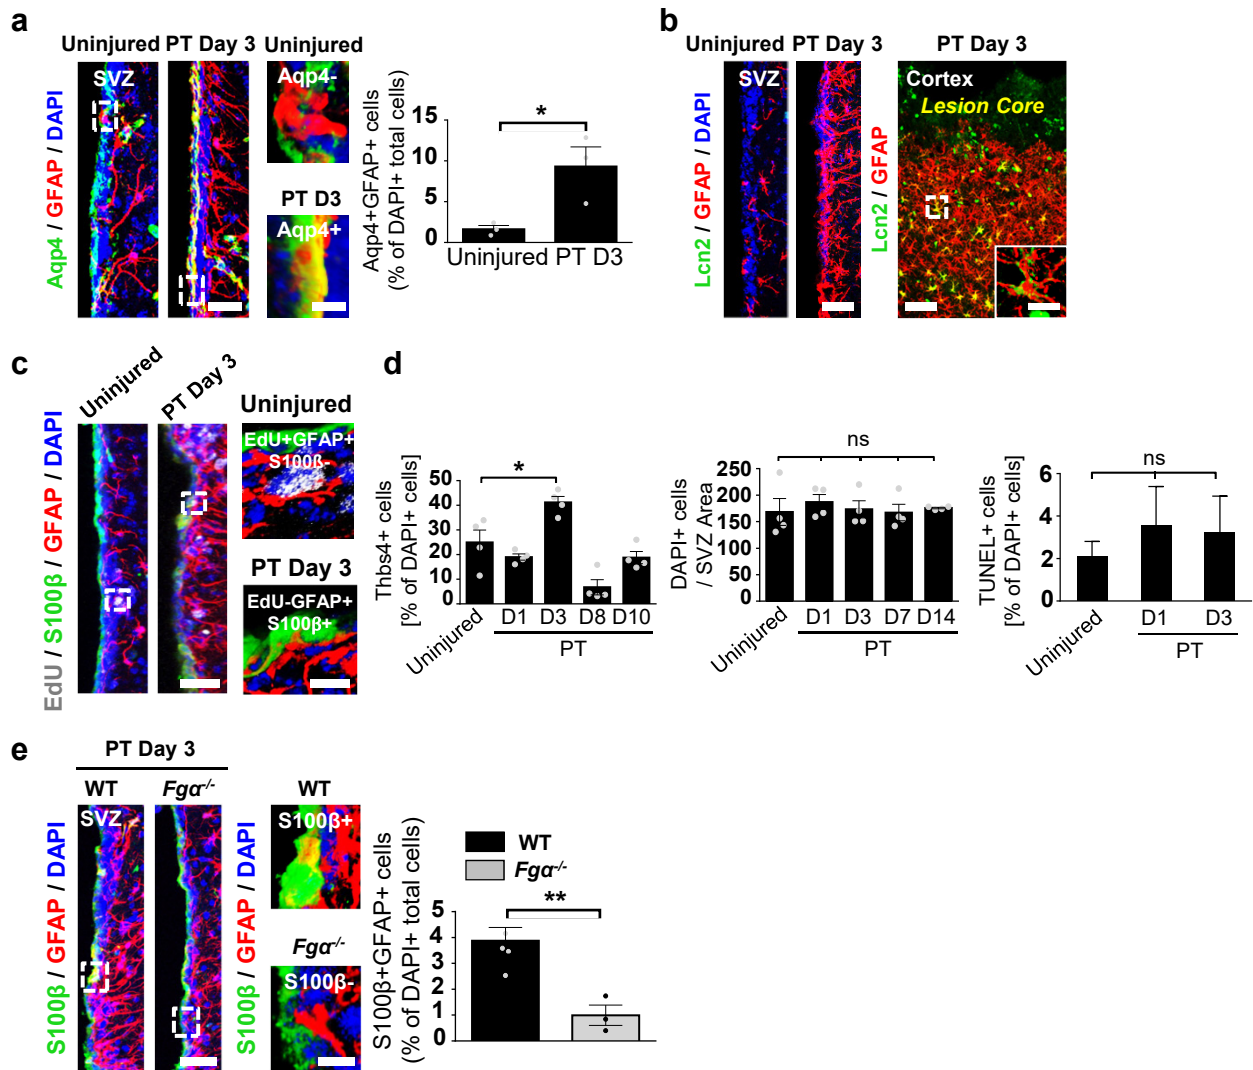 a
Uninjured PT Day 3 Uninjured
SVZ
Aqp4-
PT D3
Aqp4+
Aqp4 / GFAP / DAPI
Aqp4+GFAP+ cells
(% of DAPI+ total cells)
15
10
5
0
*
Uninjured PT D3
b
Uninjured PT Day 3 PT Day 3
SVZ
Cortex
Lesion Core
Lcn2 / GFAP / DAPI
Lcn2 / GFAP
c
Uninjured
PT Day 3
Uninjured
EdU+GFAP+
S100ß-
PT Day 3
EdU-GFAP+
S100ß+
EdU / S100β / GFAP / DAPI
d
Thbs4+ cells
[% of DAPI+ cells]
50
40
30
20
10
0
*
Uninjured
D1 D3 D8 D10
PT
DAPI+ cells
/ SVZ Area
250
200
150
100
50
0
ns
Uninjured
D1 D3 D7 D14
PT
TUNEL+ cells
[% of DAPI+ cells]
6
4
2
0
ns
Uninjured
D1 D3
PT
e
PT Day 3
WT Fgα-/-
SVZ
S100β / GFAP / DAPI
WT
S100β+
Fgα-/-
S100β-
S100β / GFAP / DAPI
S100β+GFAP+ cells
(% of DAPI+ total cells)
WT
Fgα-/-
**
5
4
3
2
1
0